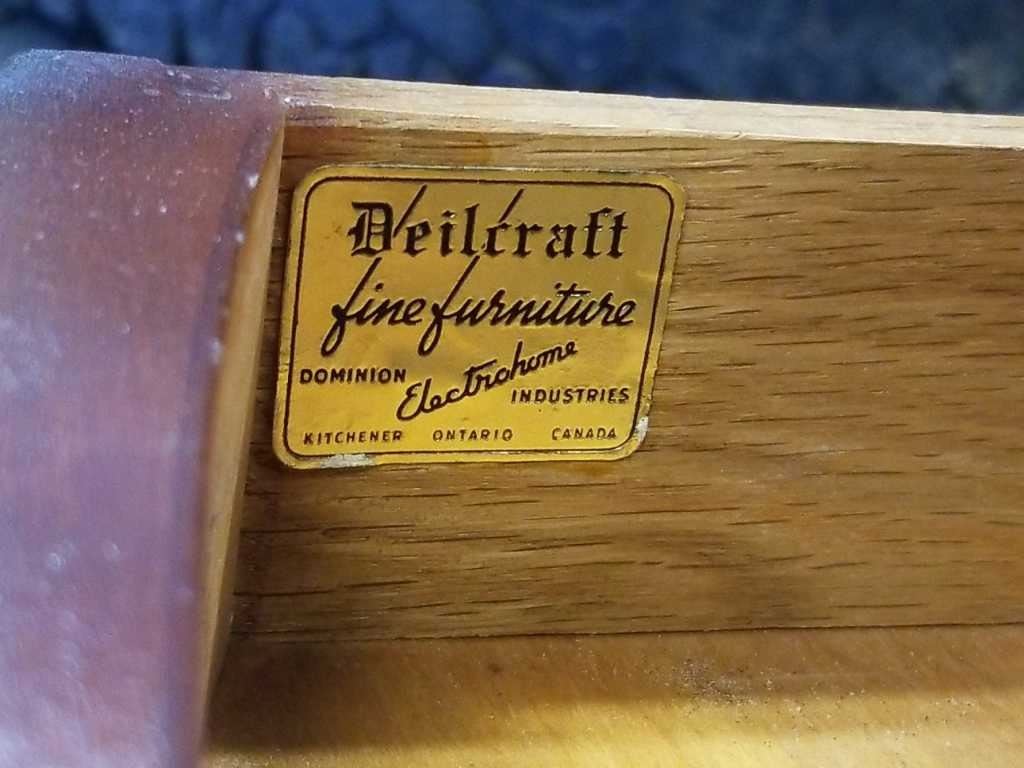 Deilcraft
fine furniture
DOMINION Electrohome INDUSTRIES
KITCHENER ONTARIO CANADA